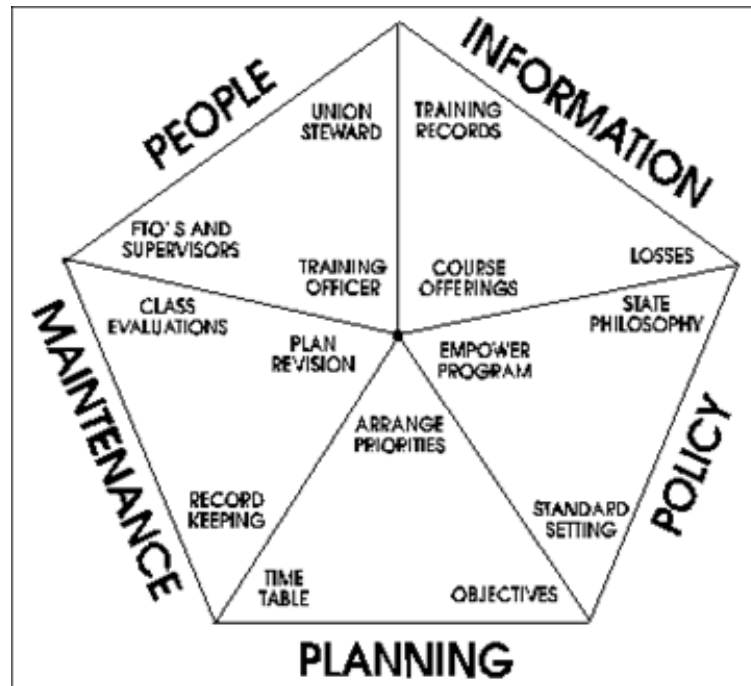 PEOPLE
INFORMATION
UNION
STEWARD
TRAINING
RECORDS
FTO'S AND
SUPERVISORS
TRAINING
OFFICER
COURSE
OFFERINGS
LOSSES
CLASS
EVALUATIONS
STATE
PHILOSOPHY
PLAN
REVISION
EMPOWER
PROGRAM
MAINTENANCE
POLICY
ARRANGE
PRIORITIES
RECORD
KEEPING
STANDARD
SETTING
TIME
TABLE
OBJECTIVES
PLANNING